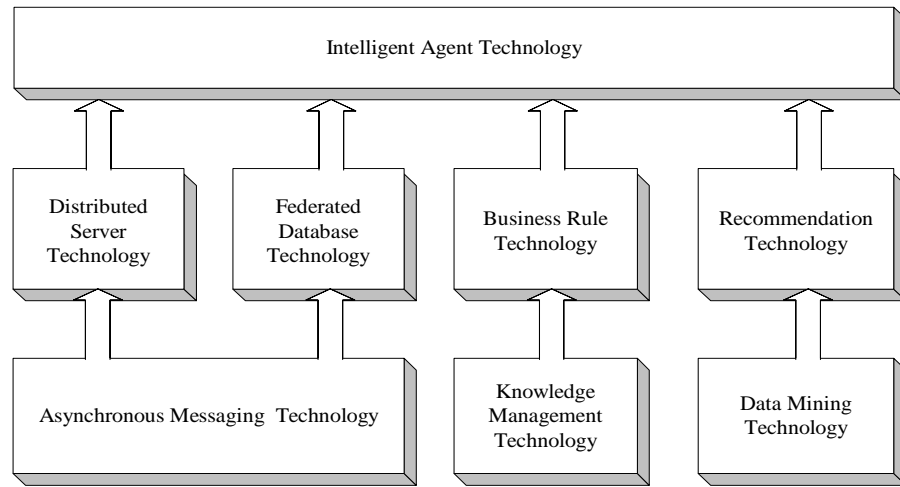 Intelligent Agent Technology
Distributed
Server
Technology
Federated
Database
Technology
Business Rule
Technology
Recommendation
Technology
Asynchronous Messaging Technology
Knowledge
Management
Technology
Data Mining
Technology